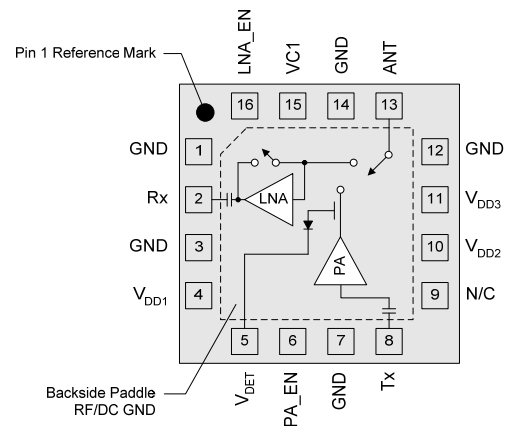 LNA_EN
VC1
GND
ANT
Pin 1 Reference Mark
16
15
14
13
GND
1
12
GND
Rx
2
LNA
11
VDD3
GND
3
10
VDD2
PA
VDD1
4
9
N/C
5
6
7
8
VDET
PA_EN
GND
Tx
Backside Paddle
RF/DC GND